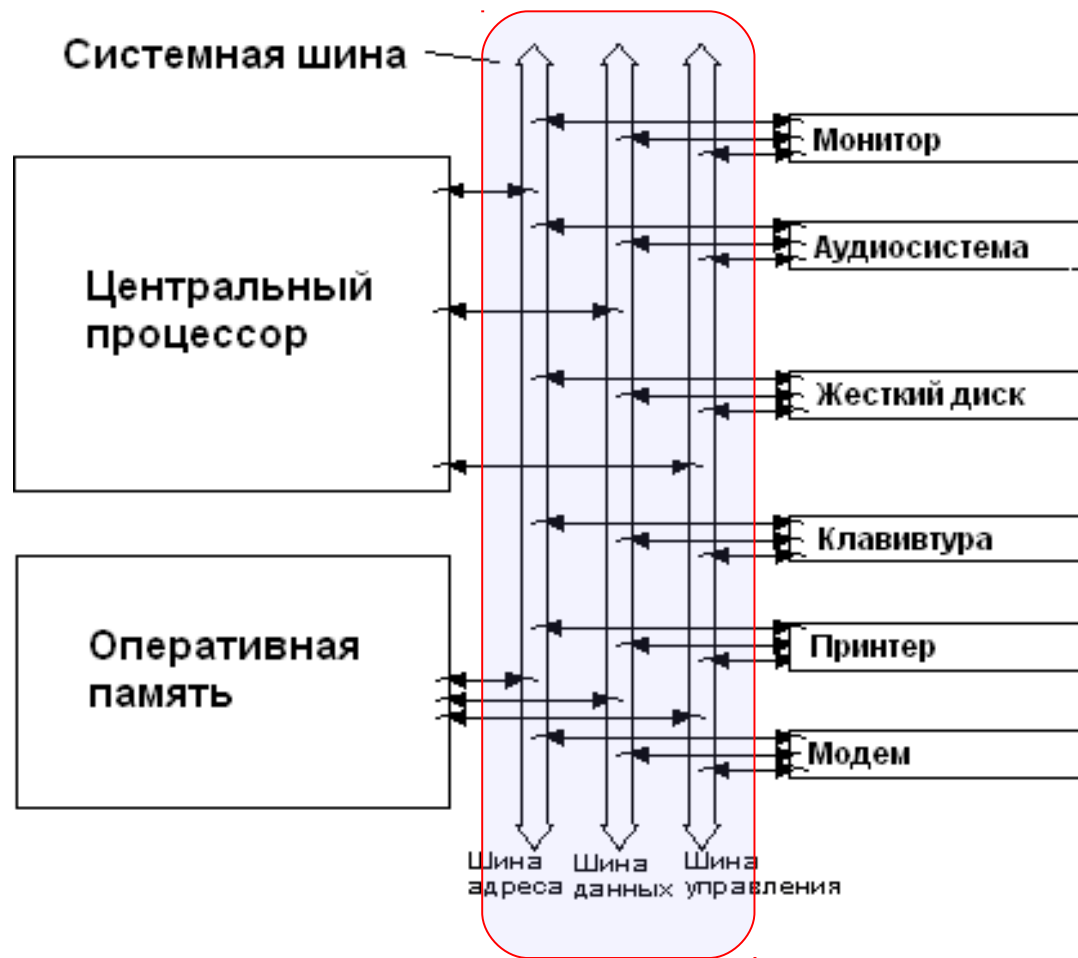 Системная шина
Центральный
процессор
Оперативная
память
Монитор
Аудиосистема
Жесткий диск
Клавивтура
Принтер
Модем
Шина
адреса
Шина
данных
Шина
управления